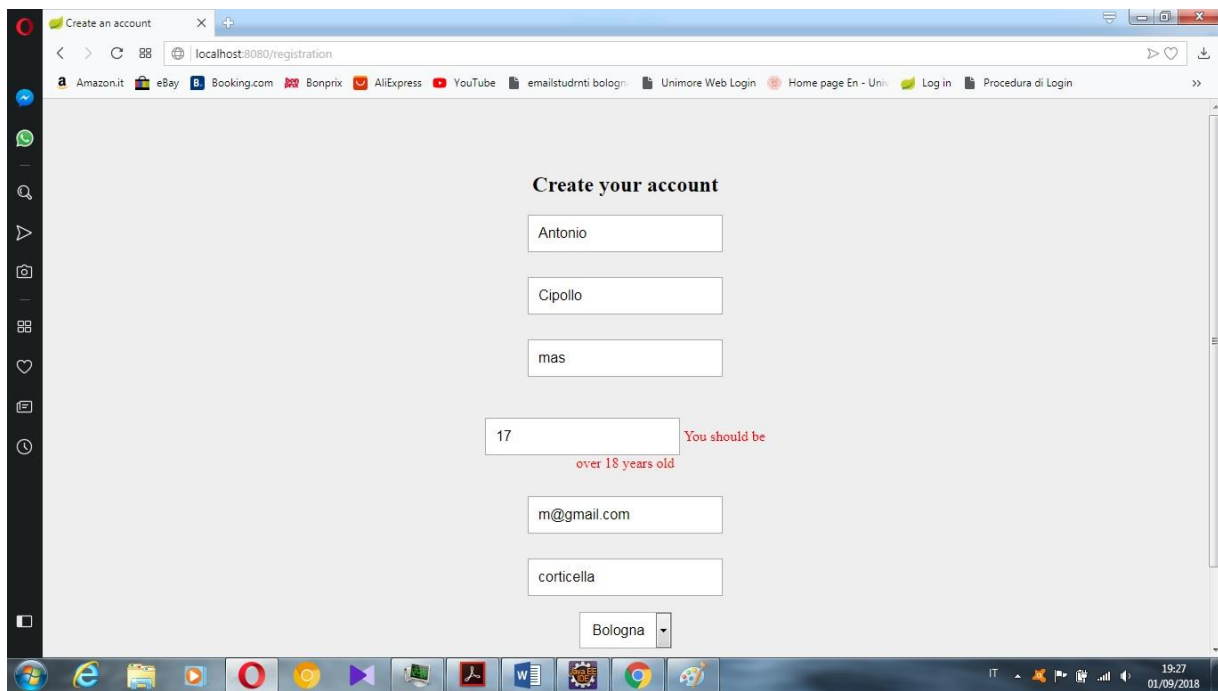 Create an account
localhost:8080/registration
a Amazon.it eBay B. Booking.com Bonprix AliExpress YouTube emailstudrnti bologn Unimore Web Login Home page En - Univ Log in Procedura di Login »
Create your account
Antonio
Cipollo
mas
17 You should be
over 18 years old
m@gmail.com
corticella
Bologna
IT 19:27
01/09/2018